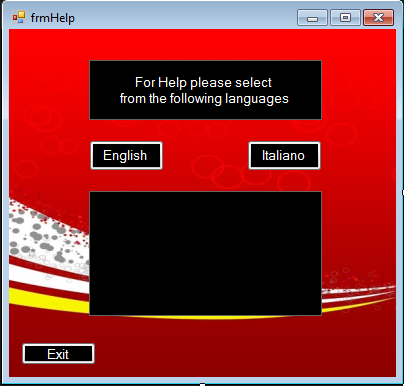 frmHelp
For Help please select
from the following languages
English
Italiano
Exit